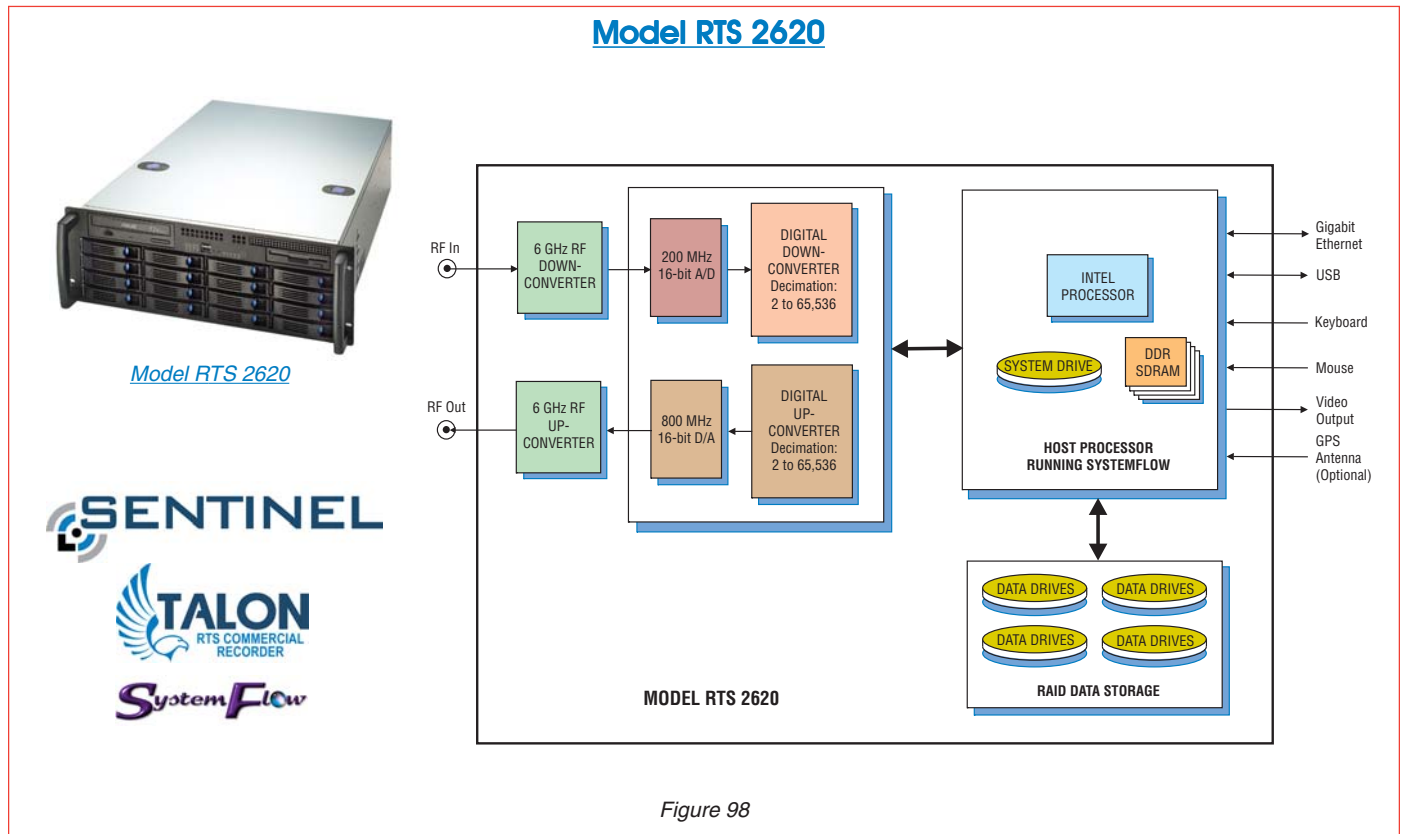 Model RTS 2620
Model RTS 2620
SENTINEL
TALON
RTS COMMERCIAL
RECORDER
SystemFlow
RF In
6 GHz RF
DOWN-
CONVERTER
200 MHz
16-bit A/D
DIGITAL
DOWN-
CONVERTER
Decimation:
2 to 65,536
RF Out
6 GHz RF
UP-
CONVERTER
800 MHz
16-bit D/A
DIGITAL
UP-
CONVERTER
Decimation:
2 to 65,536
INTEL
PROCESSOR
SYSTEM DRIVE
DDR
SDRAM
HOST PROCESSOR
RUNNING SYSTEMFLOW
Gigabit
Ethernet
USB
Keyboard
Mouse
Video
Output
GPS
Antenna
(Optional)
DATA DRIVES
DATA DRIVES
DATA DRIVES
DATA DRIVES
RAID DATA STORAGE
MODEL RTS 2620
Figure 98